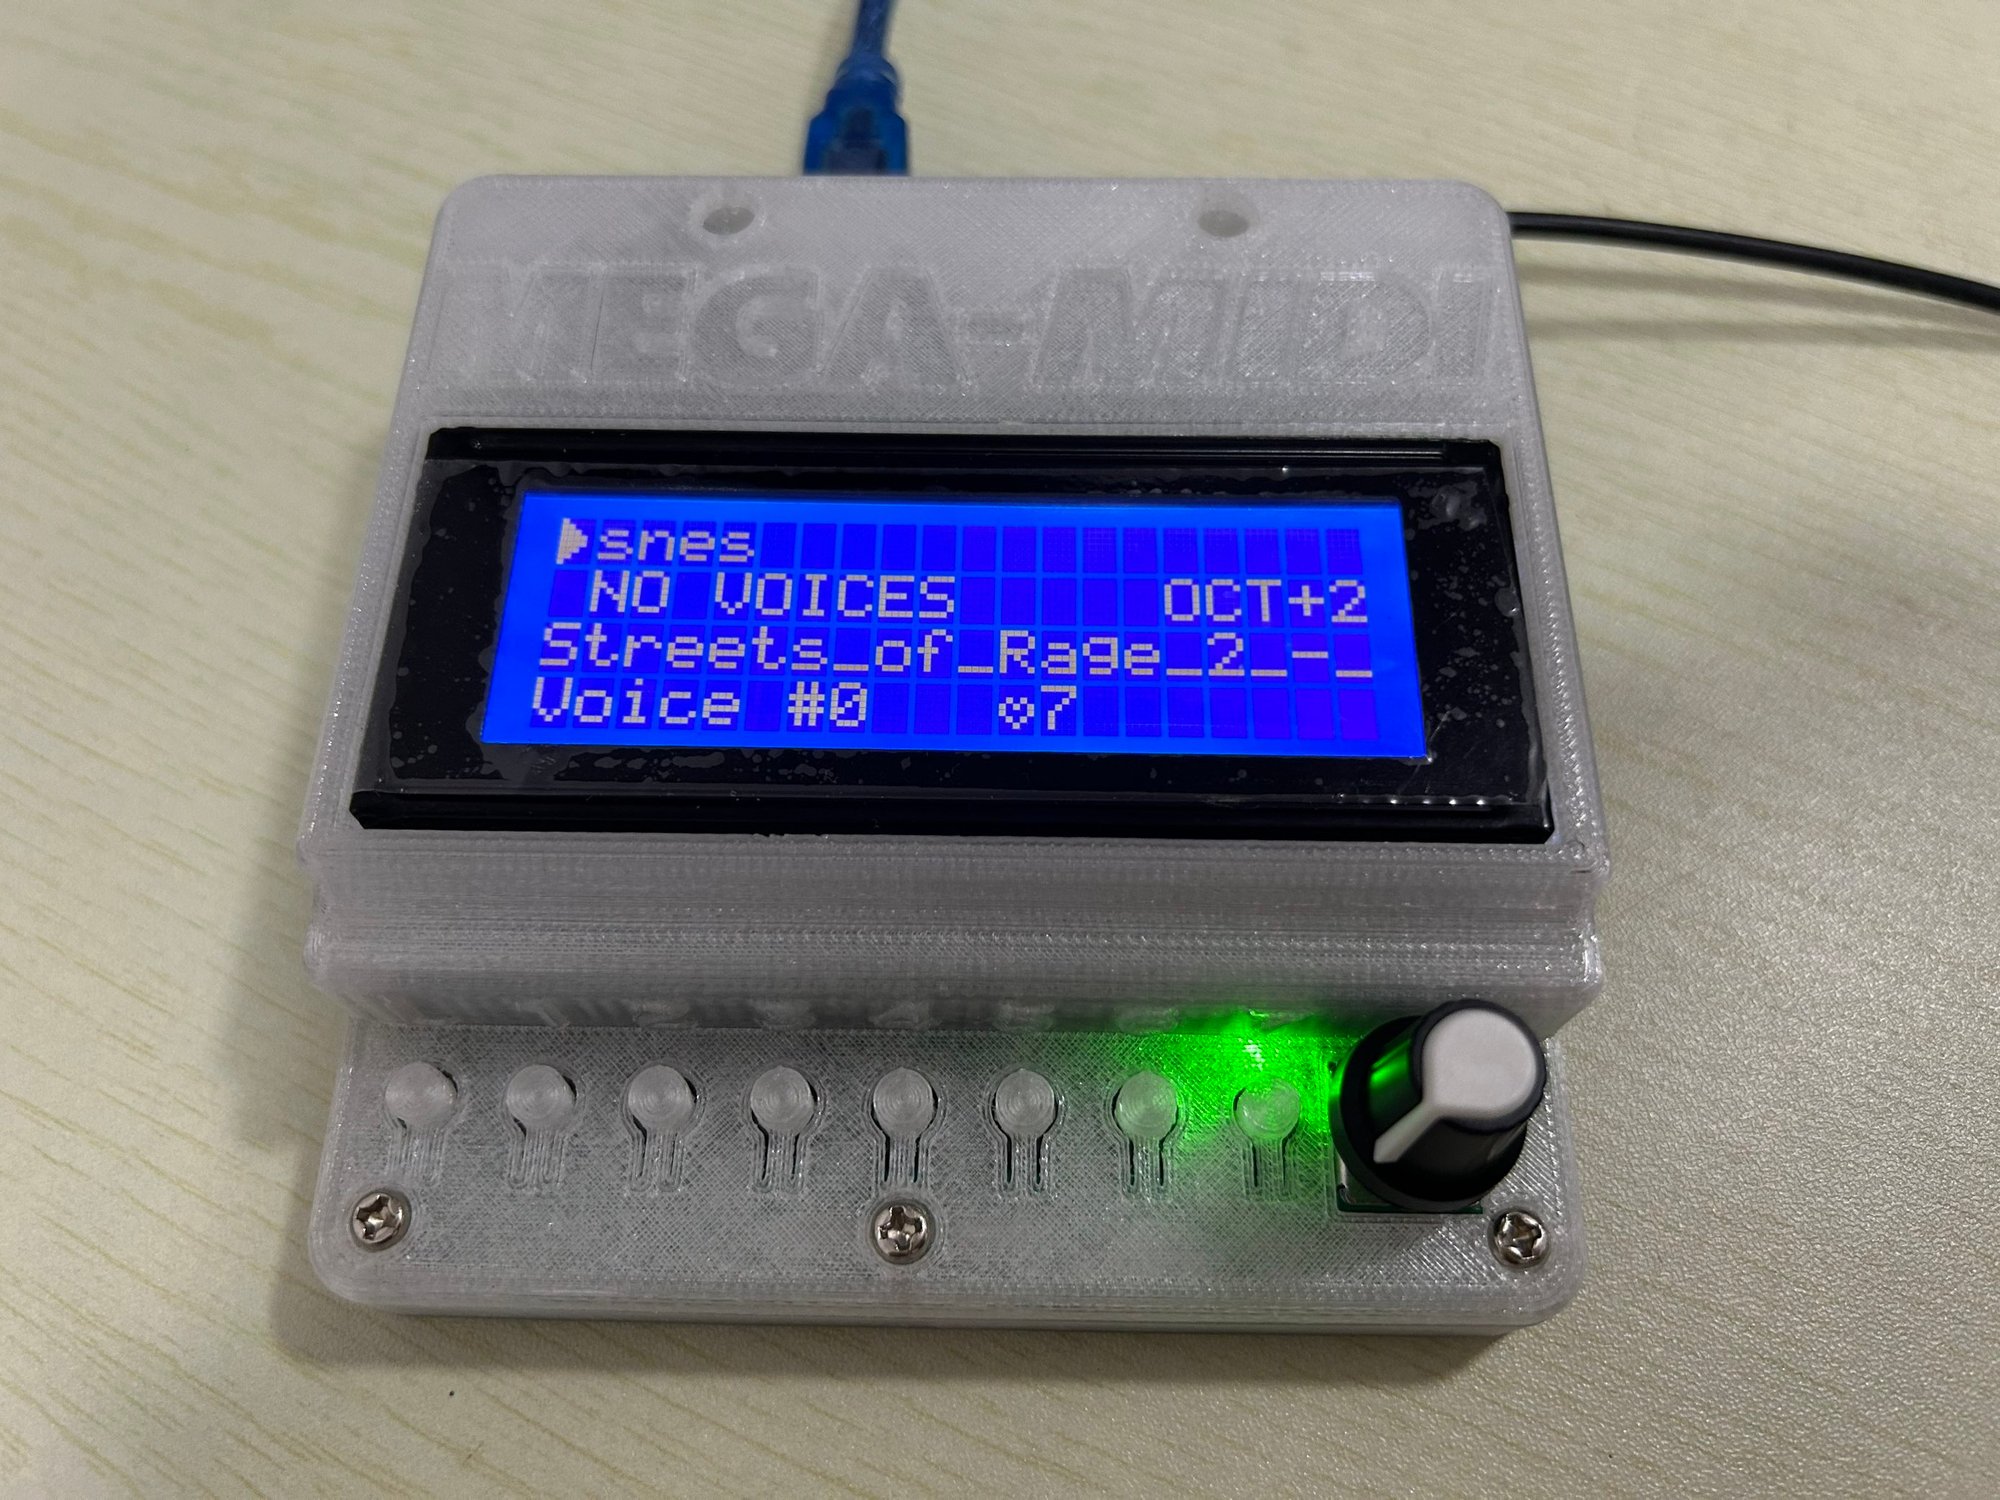 MEGA-MIDI
▶snes
NO VOICES OCT+2
Streets_of_Rage_2_-_
Voice #0 ♡7